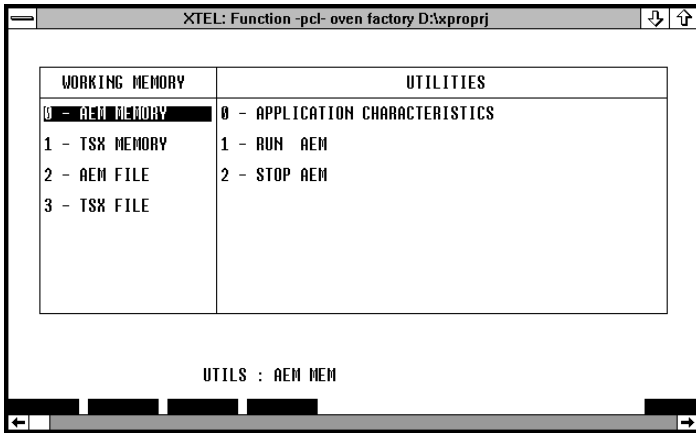 XTEL: Function -pcl- oven factory D:\xproprj
WORKING MEMORY UTILITIES
0 - AEM MEMORY 0 - APPLICATION CHARACTERISTICS
1 - TSX MEMORY 1 - RUN AEM
2 - AEM FILE 2 - STOP AEM
3 - TSX FILE
UTILS : AEM MEM